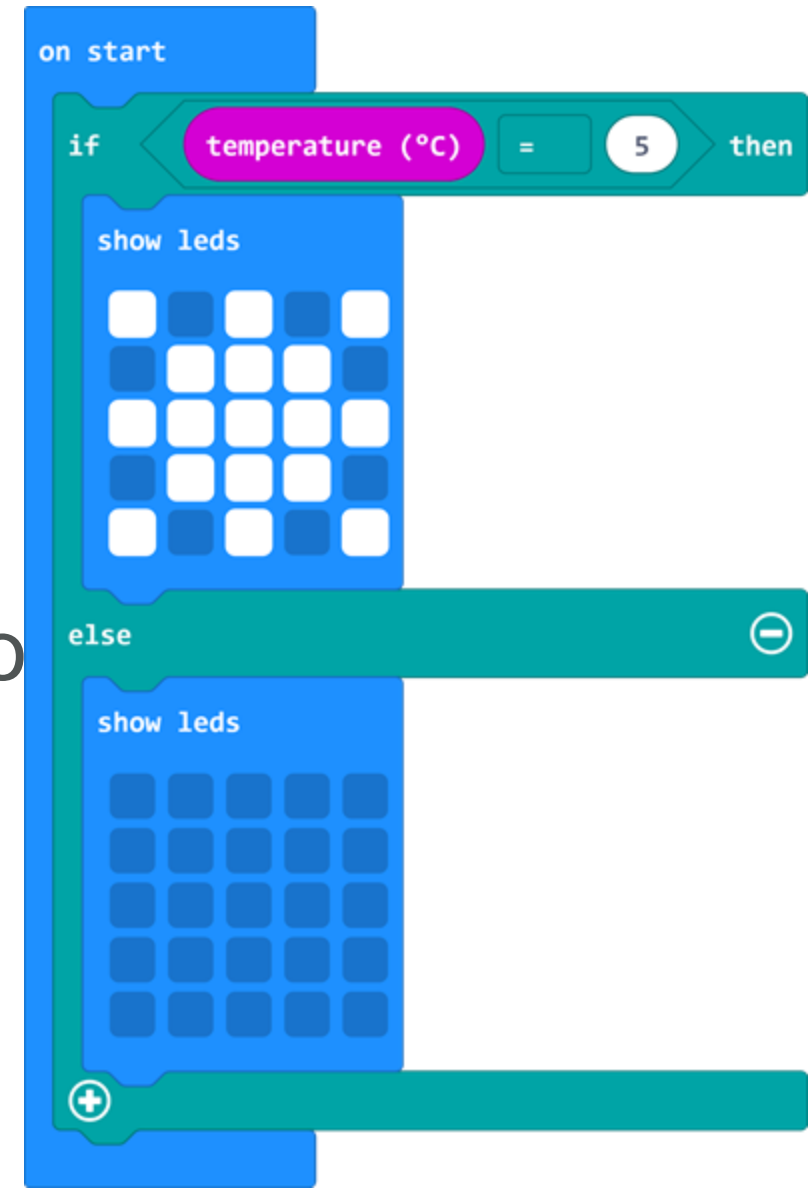 on start
if temperature (°C) = 5 then
show leds
else
show leds